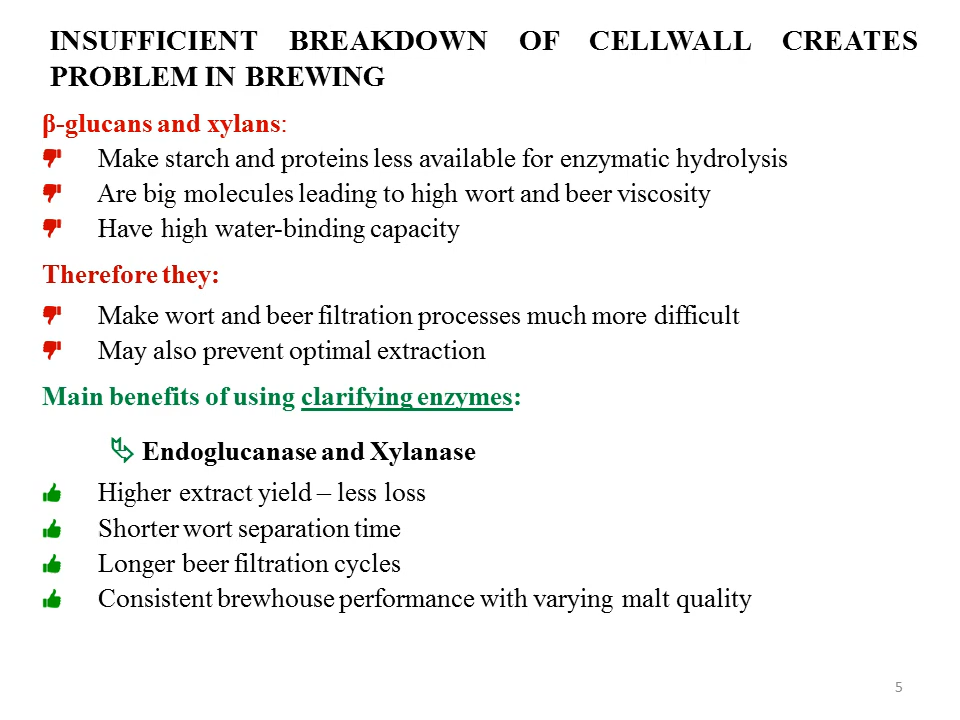 INSUFFICIENT BREAKDOWN OF CELLWALL CREATES
PROBLEM IN BREWING
β-glucans and xylans:
Make starch and proteins less available for enzymatic hydrolysis
Are big molecules leading to high wort and beer viscosity
Have high water-binding capacity
Therefore they:
Make wort and beer filtration processes much more difficult
May also prevent optimal extraction
Main benefits of using clarifying enzymes:
Endoglucanase and Xylanase
Higher extract yield – less loss
Shorter wort separation time
Longer beer filtration cycles
Consistent brewhouse performance with varying malt quality
5